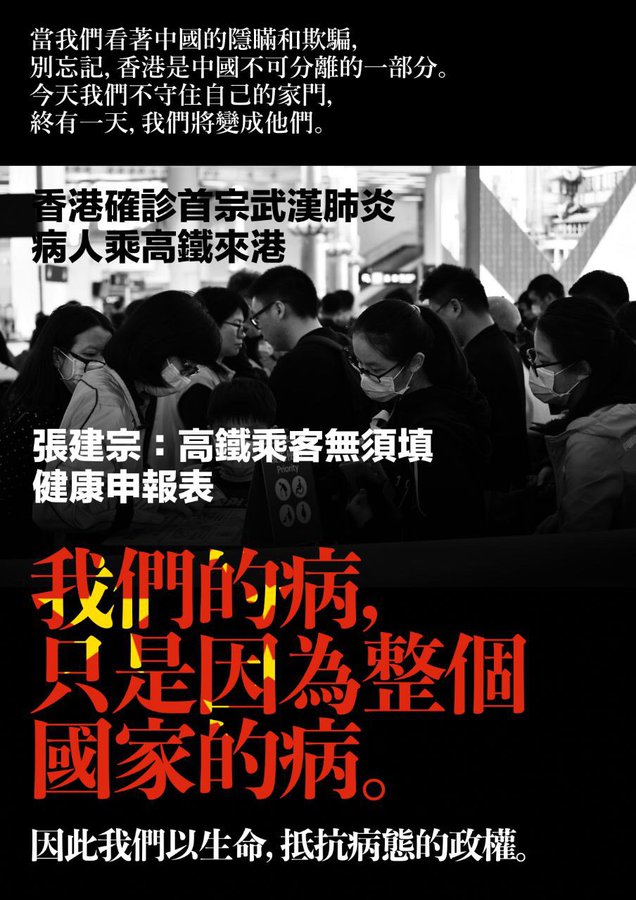 當我們看著中國的隱瞞和欺騙,
別忘記, 香港是中國不可分離的一部分。
今天我們不守住自己的家門,
終有一天, 我們將變成他們。
香港確診首宗武漢肺炎
病人乘高鐵來港
張建宗：高鐵乘客無須填
健康申報表
Priority
我們的病,
只是因為整個
國家的病。
因此我們以生命, 抵抗病態的政權。